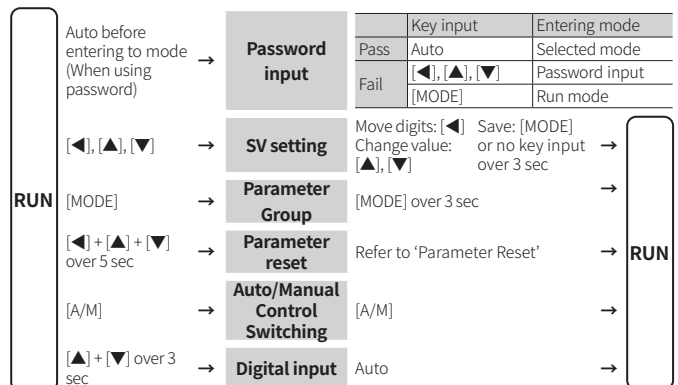 Auto before
entering to mode
(When using
password)
→
Password
input
Key input Entering mode
Pass Auto Selected mode
Fail [◀], [▲], [▼] Password input
[MODE] Run mode
[◀], [▲], [▼] → SV setting
Move digits: [◀]
Change value:
[▲], [▼]
Save: [MODE]
or no key input
over 3 sec
→
RUN
[MODE] →
Parameter
Group
[MODE] over 3 sec
→
[◀] + [▲] + [▼]
over 5 sec
→
Parameter
reset
Refer to ‘Parameter Reset’ → RUN
[A/M] →
Auto/Manual
Control
Switching
[A/M] →
[▲] + [▼] over 3
sec
→
Digital input
Auto →